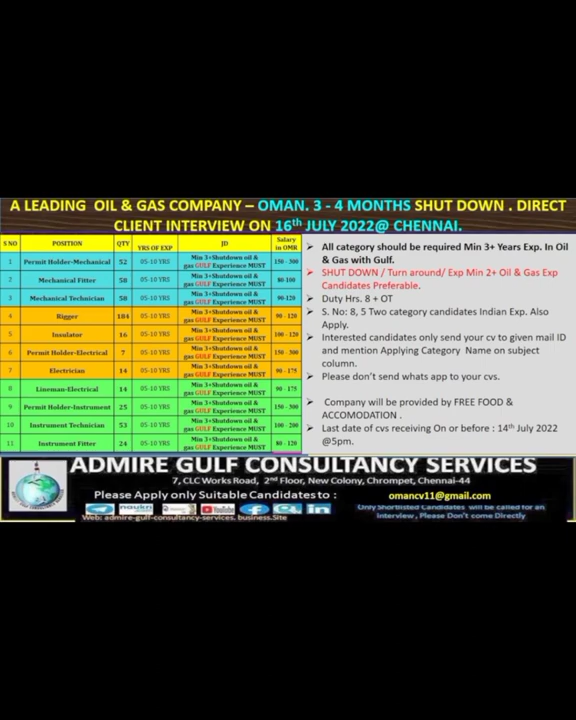 A LEADING OIL & GAS COMPANY – OMAN. 3 - 4 MONTHS SHUT DOWN . DIRECT
CLIENT INTERVIEW ON 16th JULY 2022@ CHENNAI.
S NO POSITION QTY YRS OF EXP JD Salary in OMR
1 Permit Holder-Mechanical 52 05-10 YRS Min 3+Shutdown oil & gas GULF Experience MUST 150 - 300
2 Mechanical Fitter 58 05-10 YRS Min 3+Shutdown oil & gas GULF Experience MUST 80-100
3 Mechanical Technician 58 05-10 YRS Min 3+Shutdown oil & gas GULF Experience MUST 90-120
4 Rigger 184 05-10 YRS Min 3+Shutdown oil & gas GULF Experience MUST 90 - 120
5 Insulator 16 05-10 YRS Min 3+Shutdown oil & gas GULF Experience MUST 100 - 120
6 Permit Holder-Electrical 7 05-10 YRS Min 3+Shutdown oil & gas GULF Experience MUST 150 - 300
7 Electrician 14 05-10 YRS Min 3+Shutdown oil & gas GULF Experience MUST 90 - 175
8 Lineman-Electrical 14 05-10 YRS Min 3+Shutdown oil & gas GULF Experience MUST 90 - 175
9 Permit Holder-Instrument 25 05-10 YRS Min 3+Shutdown oil & gas GULF Experience MUST 150 - 300
10 Instrument Technician 53 05-10 YRS Min 3+Shutdown oil & gas GULF Experience MUST 100 - 200
11 Instrument Fitter 24 05-10 YRS Min 3+Shutdown oil & gas GULF Experience MUST 80 - 120
➢ All category should be required Min 3+ Years Exp. In Oil
& Gas with Gulf.
➢ SHUT DOWN / Turn around/ Exp Min 2+ Oil & Gas Exp
Candidates Preferable.
➢ Duty Hrs. 8 + OT
➢ S. No: 8, 5 Two category candidates Indian Exp. Also
Apply.
➢ Interested candidates only send your cv to given mail ID
and mention Applying Category Name on subject
column.
➢ Please don't send whats app to your cvs.
➢ Company will be provided by FREE FOOD &
ACCOMODATION .
➢ Last date of cvs receiving On or before : 14th July 2022
@5pm.
ADMIRE GULF CONSULTANCY SERVICES
7, CLC Works Road, 2nd Floor, New Colony, Chrompet, Chennai-44
Please Apply only Suitable Candidates to : omancv11@gmail.com
naukri YouTube in
Only Shortlisted Candidates will be called for an
Interview , Please Don't come Directly
Web: admire-gulf-consultancy-services. business.Site